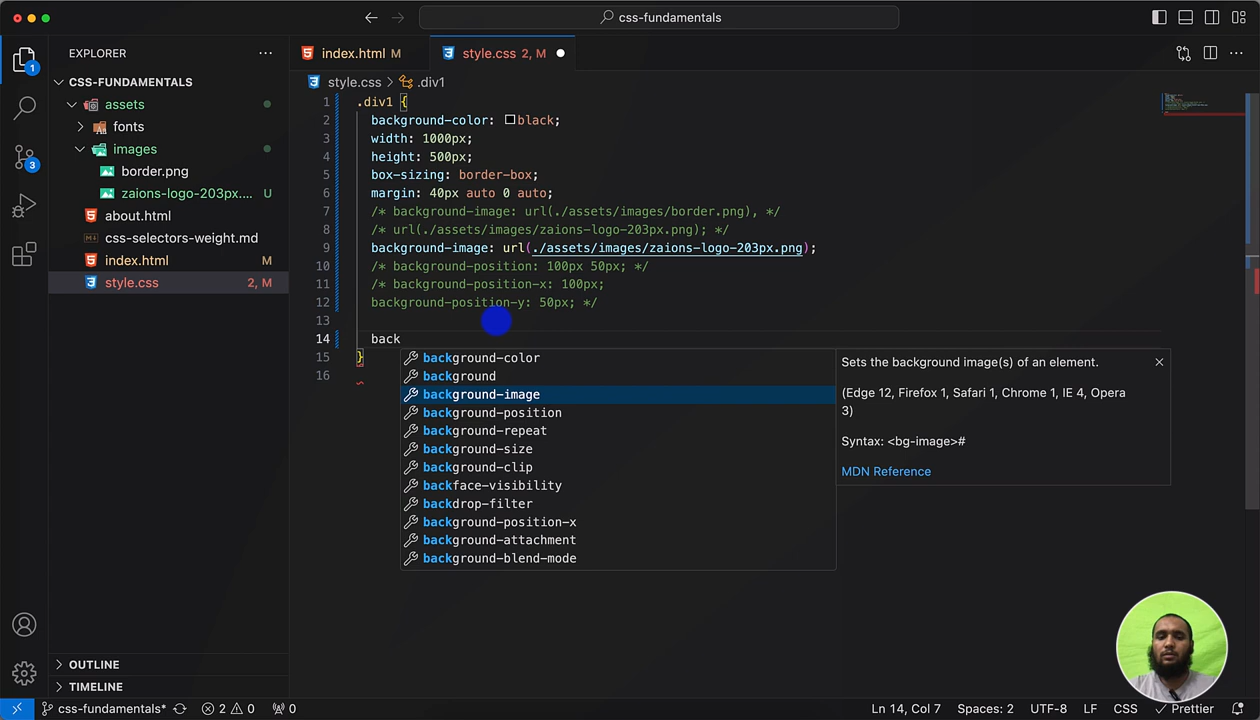 css-fundamentals
EXPLORER
CSS-FUNDAMENTALS
assets
fonts
images
border.png
zaions-logo-203px.... U
about.html
css-selectors-weight.md
index.html M
style.css 2, M
OUTLINE
TIMELINE
1
3
index.html M
style.css 2, M
style.css > .div1
1 .div1 {
2 background-color: black;
3 width: 1000px;
4 height: 500px;
5 box-sizing: border-box;
6 margin: 40px auto 0 auto;
7 /* background-image: url(./assets/images/border.png), */
8 /* url(./assets/images/zaions-logo-203px.png); */
9 background-image: url(./assets/images/zaions-logo-203px.png);
10 /* background-position: 100px 50px; */
11 /* background-position-x: 100px;
12 background-position-y: 50px; */
13
14 back
15 }
16
background-color
background
background-image
background-position
background-repeat
background-size
background-clip
backface-visibility
backdrop-filter
background-position-x
background-attachment
background-blend-mode
Sets the background image(s) of an element.
(Edge 12, Firefox 1, Safari 1, Chrome 1, IE 4, Opera
3)
Syntax: <bg-image>#
MDN Reference
css-fundamentals* 2 0 0 Ln 14, Col 7 Spaces: 2 UTF-8 LF CSS Prettier